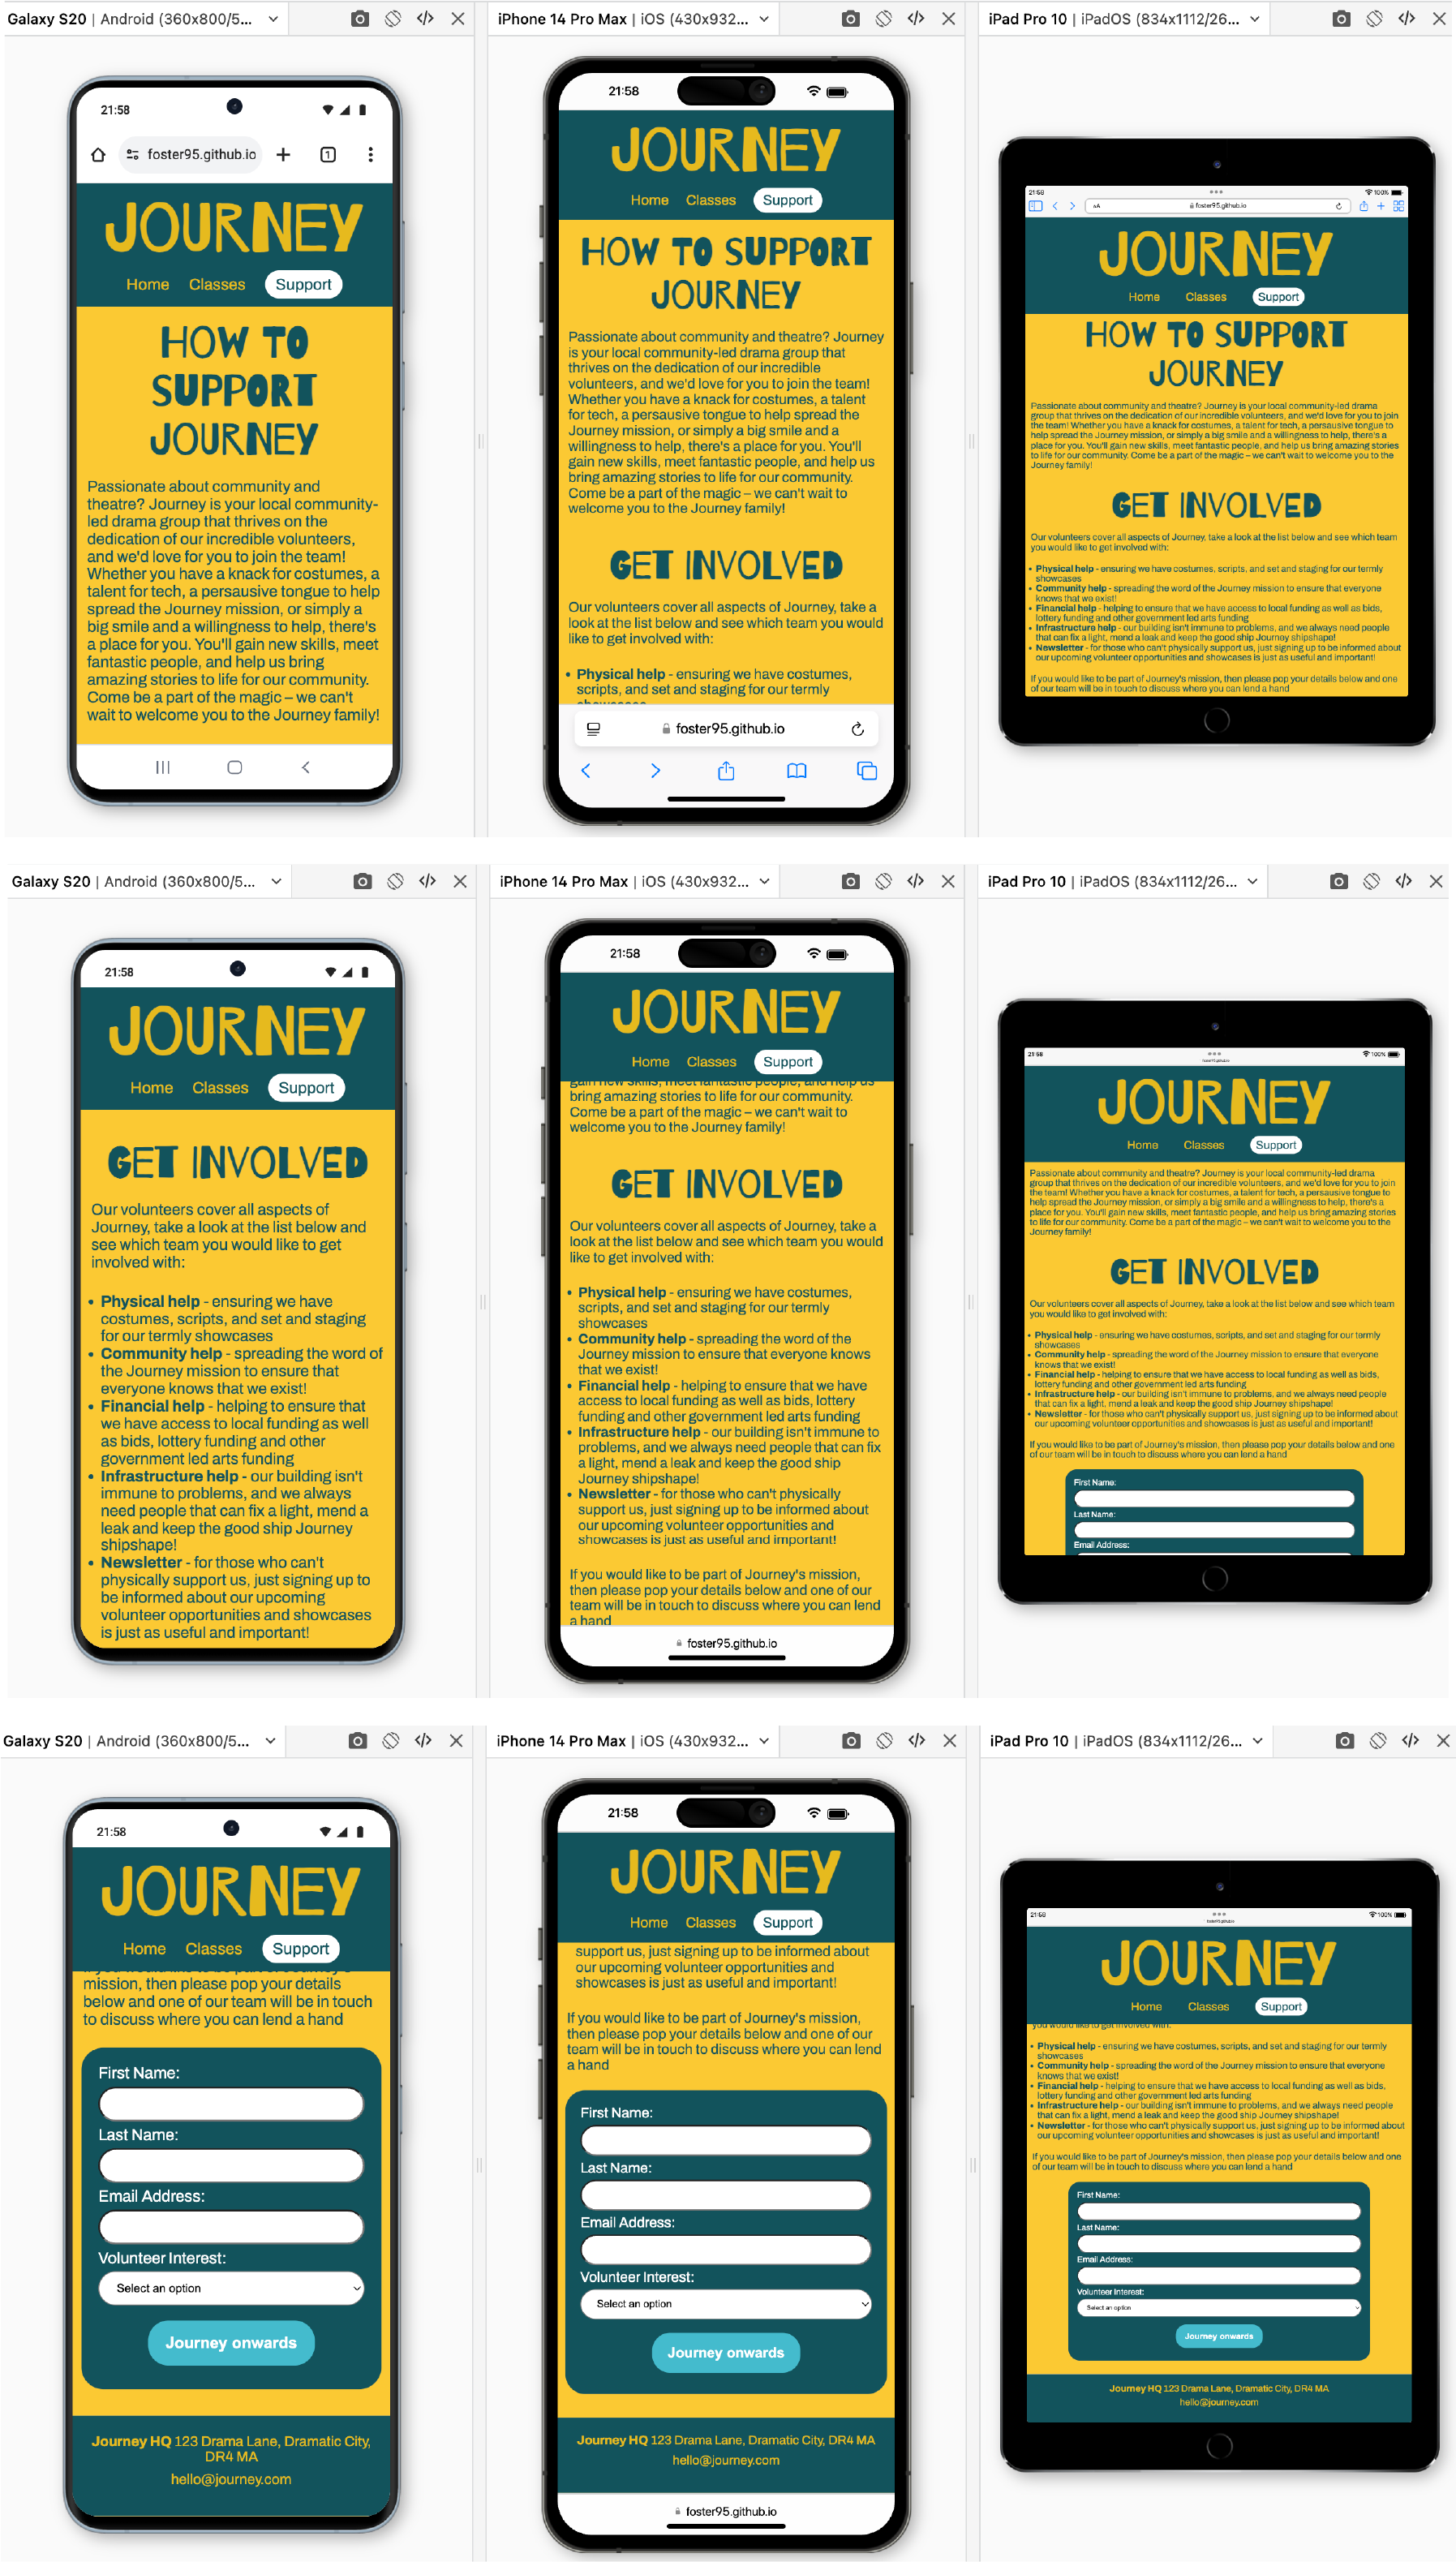 Galaxy S20 | Android (360x800/5...
21:58
foster95.github.io
1
JOURNEY
Home Classes Support
HOW TO
SUPPORT
JOURNEY
Passionate about community and
theatre? Journey is your local community-
led drama group that thrives on the
dedication of our incredible volunteers,
and we'd love for you to join the team!
Whether you have a knack for costumes, a
talent for tech, a persausive tongue to help
spread the Journey mission, or simply a
big smile and a willingness to help, there's
a place for you. You'll gain new skills, meet
fantastic people, and help us bring
amazing stories to life for our community.
Come be a part of the magic – we can't
wait to welcome you to the Journey family!
iPhone 14 Pro Max | iOS (430x932...
21:58
JOURNEY
Home Classes Support
HOW TO SUPPORT
JOURNEY
Passionate about community and theatre? Journey
is your local community-led drama group that
thrives on the dedication of our incredible
volunteers, and we'd love for you to join the team!
Whether you have a knack for costumes, a talent
for tech, a persausive tongue to help spread the
Journey mission, or simply a big smile and a
willingness to help, there's a place for you. You'll
gain new skills, meet fantastic people, and help us
bring amazing stories to life for our community.
Come be a part of the magic – we can't wait to
welcome you to the Journey family!
GET INVOLVED
Our volunteers cover all aspects of Journey, take a
look at the list below and see which team you would
like to get involved with:
• Physical help - ensuring we have costumes,
scripts, and set and staging for our termly
showcases
foster95.github.io
iPad Pro 10 | iPadOS (834x1112/26...
21:58
100%
AA foster95.github.io
JOURNEY
Home Classes Support
HOW TO SUPPORT
JOURNEY
Passionate about community and theatre? Journey is your local community-led drama
group that thrives on the dedication of our incredible volunteers, and we'd love for you to join
the team! Whether you have a knack for costumes, a talent for tech, a persausive tongue to
help spread the Journey mission, or simply a big smile and a willingness to help, there's a
place for you. You'll gain new skills, meet fantastic people, and help us bring amazing stories
to life for our community. Come be a part of the magic – we can't wait to welcome you to the
Journey family!
GET INVOLVED
Our volunteers cover all aspects of Journey, take a look at the list below and see which team
you would like to get involved with:
• Physical help - ensuring we have costumes, scripts, and set and staging for our termly
showcases
• Community help - spreading the word of the Journey mission to ensure that everyone
knows that we exist!
• Financial help - helping to ensure that we have access to local funding as well as bids,
lottery funding and other government led arts funding
• Infrastructure help - our building isn't immune to problems, and we always need people
that can fix a light, mend a leak and keep the good ship Journey shipshape!
• Newsletter - for those who can't physically support us, just signing up to be informed about
our upcoming volunteer opportunities and showcases is just as useful and important!
If you would like to be part of Journey's mission, then please pop your details below and one
of our team will be in touch to discuss where you can lend a hand
Galaxy S20 | Android (360x800/5...
21:58
JOURNEY
Home Classes Support
GET INVOLVED
Our volunteers cover all aspects of
Journey, take a look at the list below and
see which team you would like to get
involved with:
• Physical help - ensuring we have
costumes, scripts, and set and staging
for our termly showcases
• Community help - spreading the word of
the Journey mission to ensure that
everyone knows that we exist!
• Financial help - helping to ensure that
we have access to local funding as well
as bids, lottery funding and other
government led arts funding
• Infrastructure help - our building isn't
immune to problems, and we always
need people that can fix a light, mend a
leak and keep the good ship Journey
shipshape!
• Newsletter - for those who can't
physically support us, just signing up to
be informed about our upcoming
volunteer opportunities and showcases
is just as useful and important!
iPhone 14 Pro Max | iOS (430x932...
21:58
JOURNEY
Home Classes Support
gain new skills, meet fantastic people, and help us
bring amazing stories to life for our community.
Come be a part of the magic – we can't wait to
welcome you to the Journey family!
GET INVOLVED
Our volunteers cover all aspects of Journey, take a
look at the list below and see which team you would
like to get involved with:
• Physical help - ensuring we have costumes,
scripts, and set and staging for our termly
showcases
• Community help - spreading the word of the
Journey mission to ensure that everyone knows
that we exist!
• Financial help - helping to ensure that we have
access to local funding as well as bids, lottery
funding and other government led arts funding
• Infrastructure help - our building isn't immune to
problems, and we always need people that can fix
a light, mend a leak and keep the good ship
Journey shipshape!
• Newsletter - for those who can't physically
support us, just signing up to be informed about
our upcoming volunteer opportunities and
showcases is just as useful and important!
If you would like to be part of Journey's mission,
then please pop your details below and one of our
team will be in touch to discuss where you can lend
a hand
foster95.github.io
iPad Pro 10 | iPadOS (834x1112/26...
21:58
100%
foster95.github.io
JOURNEY
Home Classes Support
Passionate about community and theatre? Journey is your local community-led drama
group that thrives on the dedication of our incredible volunteers, and we'd love for you to join
the team! Whether you have a knack for costumes, a talent for tech, a persausive tongue to
help spread the Journey mission, or simply a big smile and a willingness to help, there's a
place for you. You'll gain new skills, meet fantastic people, and help us bring amazing stories
to life for our community. Come be a part of the magic – we can't wait to welcome you to the
Journey family!
GET INVOLVED
Our volunteers cover all aspects of Journey, take a look at the list below and see which team
you would like to get involved with:
• Physical help - ensuring we have costumes, scripts, and set and staging for our termly
showcases
• Community help - spreading the word of the Journey mission to ensure that everyone
knows that we exist!
• Financial help - helping to ensure that we have access to local funding as well as bids,
lottery funding and other government led arts funding
• Infrastructure help - our building isn't immune to problems, and we always need people
that can fix a light, mend a leak and keep the good ship Journey shipshape!
• Newsletter - for those who can't physically support us, just signing up to be informed about
our upcoming volunteer opportunities and showcases is just as useful and important!
If you would like to be part of Journey's mission, then please pop your details below and one
of our team will be in touch to discuss where you can lend a hand
First Name:
Last Name:
Email Address:
Galaxy S20 | Android (360x800/5...
21:58
JOURNEY
Home Classes Support
mission, then please pop your details
below and one of our team will be in touch
to discuss where you can lend a hand
First Name:
Last Name:
Email Address:
Volunteer Interest:
Select an option
Journey onwards
Journey HQ 123 Drama Lane, Dramatic City,
DR4 MA
hello@journey.com
iPhone 14 Pro Max | iOS (430x932...
21:58
JOURNEY
Home Classes Support
support us, just signing up to be informed about
our upcoming volunteer opportunities and
showcases is just as useful and important!
If you would like to be part of Journey's mission,
then please pop your details below and one of our
team will be in touch to discuss where you can lend
a hand
First Name:
Last Name:
Email Address:
Volunteer Interest:
Select an option
Journey onwards
Journey HQ 123 Drama Lane, Dramatic City, DR4 MA
hello@journey.com
foster95.github.io
iPad Pro 10 | iPadOS (834x1112/26...
21:58
100%
foster95.github.io
JOURNEY
Home Classes Support
you would like to get involved with:
• Physical help - ensuring we have costumes, scripts, and set and staging for our termly
showcases
• Community help - spreading the word of the Journey mission to ensure that everyone
knows that we exist!
• Financial help - helping to ensure that we have access to local funding as well as bids,
lottery funding and other government led arts funding
• Infrastructure help - our building isn't immune to problems, and we always need people
that can fix a light, mend a leak and keep the good ship Journey shipshape!
• Newsletter - for those who can't physically support us, just signing up to be informed about
our upcoming volunteer opportunities and showcases is just as useful and important!
If you would like to be part of Journey's mission, then please pop your details below and one
of our team will be in touch to discuss where you can lend a hand
First Name:
Last Name:
Email Address:
Volunteer Interest:
Select an option
Journey onwards
Journey HQ 123 Drama Lane, Dramatic City, DR4 MA
hello@journey.com